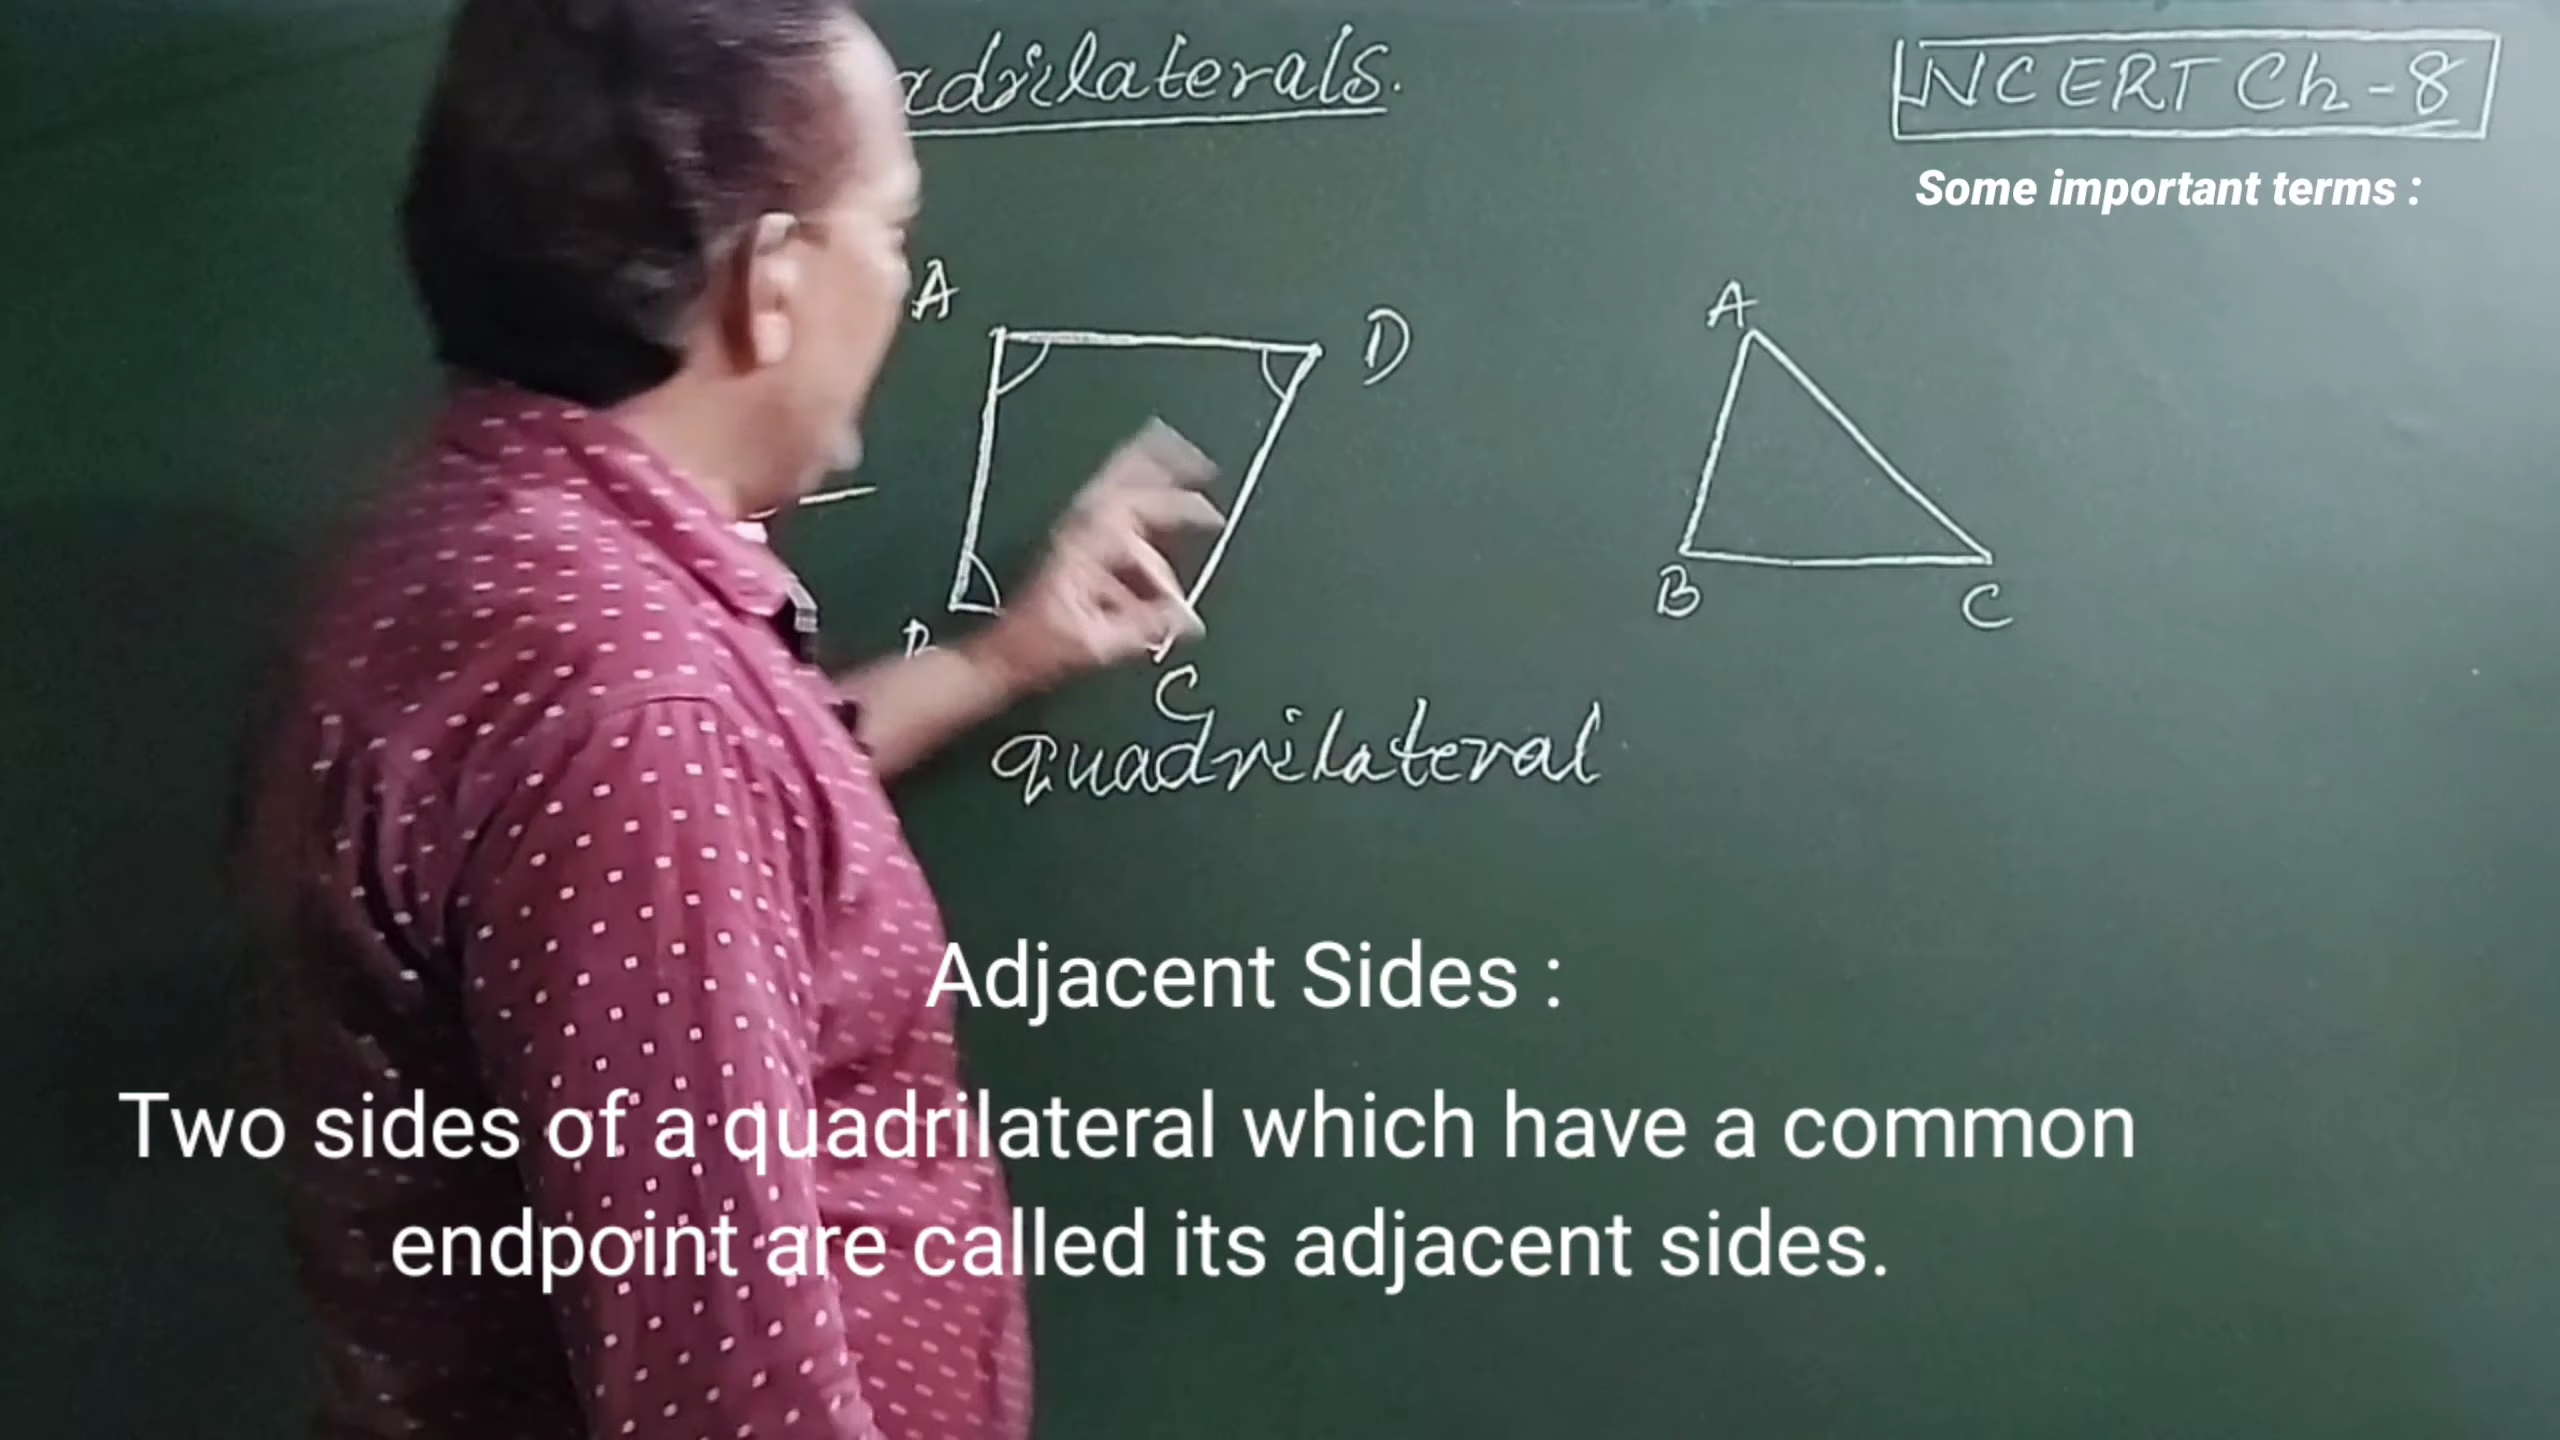 NCERT Ch-8
Some important terms :
A
D
C
quadrilateral
A
B
C
Adjacent Sides :
Two sides of a quadrilateral which have a common
endpoint are called its adjacent sides.